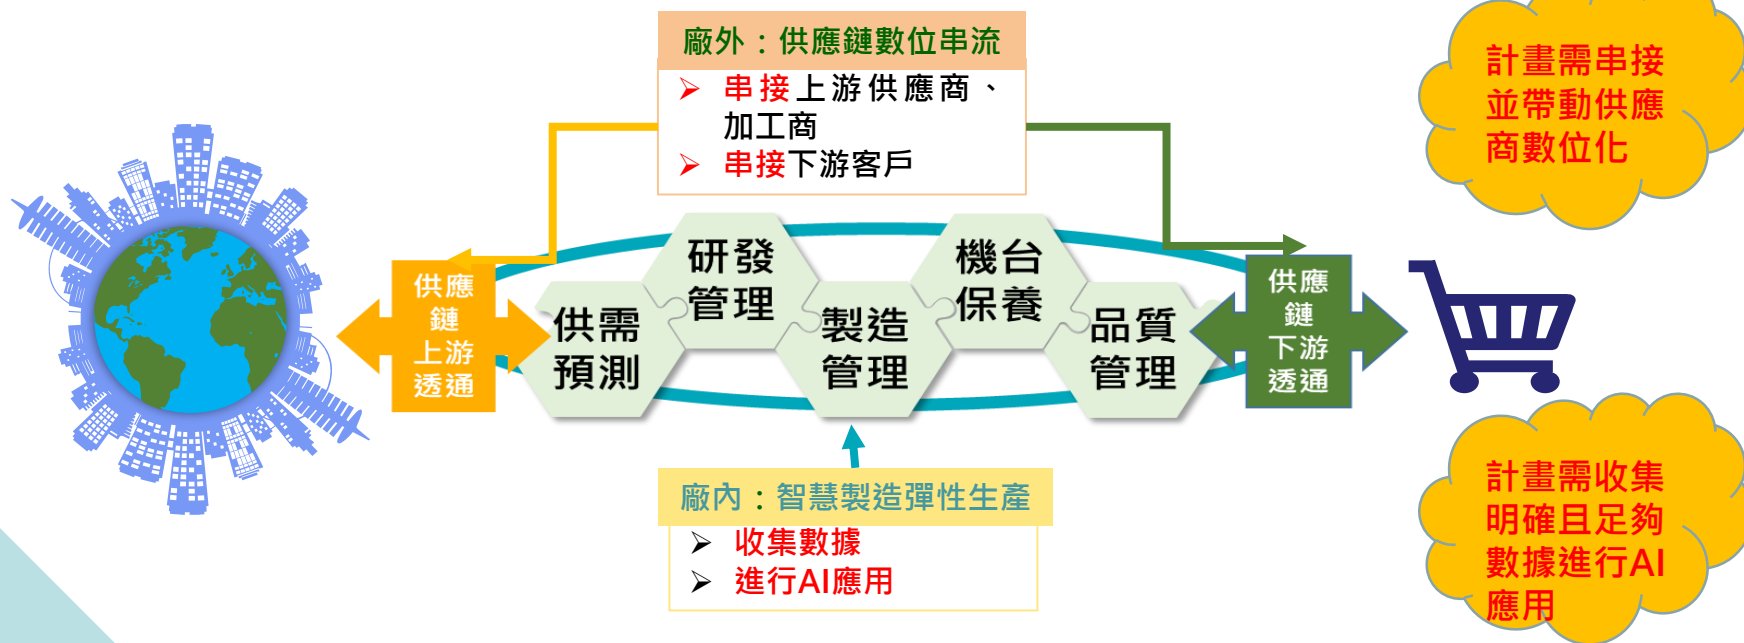 廠外：供應鏈數位串流
➢ 串接上游供應商、
加工商
➢ 串接下游客戶
計畫需串接
並帶動供應
商數位化
供應
鏈
上游
透通
供需
預測
研發
管理
製造
管理
機台
保養
品質
管理
供應
鏈
下游
透通
廠內：智慧製造彈性生產
➢ 收集數據
➢ 進行AI應用
計畫需收集
明確且足夠
數據進行AI
應用